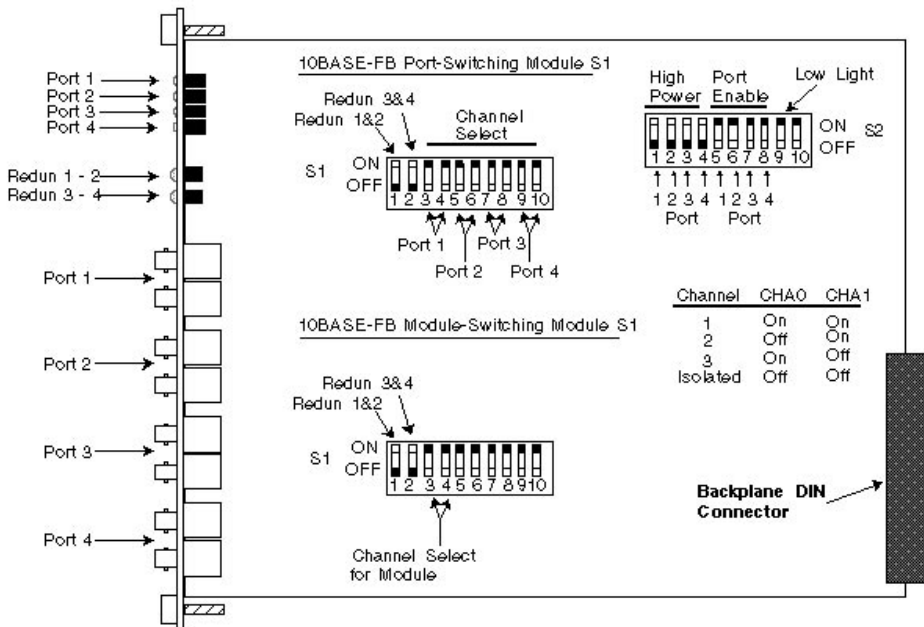 Port 1
Port 2
Port 3
Port 4
Redun 1 - 2
Redun 3 - 4
Port 1
Port 2
Port 3
Port 4
10BASE-FB Port-Switching Module S1
Redun 3&4
Redun 1&2
Channel
Select
S1
ON
OFF
1 2 3 4 5 6 7 8 9 10
Port 1
Port 3
Port 2
Port 4
High
Power
Port
Enable
Low Light
ON
OFF
S2
1 2 3 4 5 6 7 8 9 10
1 2 3 4 1 2 3 4
Port
Port
Channel CHA0 CHA1
1 On On
2 Off On
3 On Off
Isolated Off Off
10BASE-FB Module-Switching Module S1
Redun 3&4
Redun 1&2
S1
ON
OFF
1 2 3 4 5 6 7 8 9 10
Channel Select
for Module
Backplane DIN
Connector